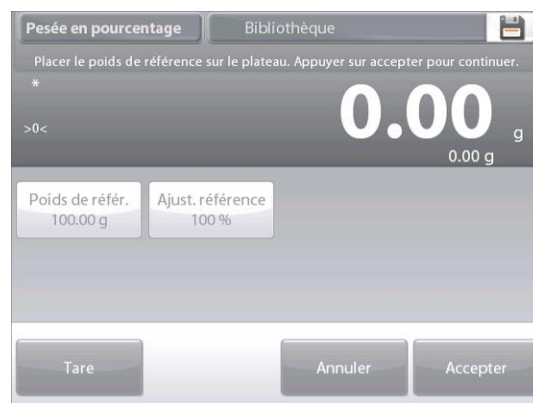 Pesée en pourcentage Bibliothèque
Placer le poids de référence sur le plateau. Appuyer sur accepter pour continuer.
*
>0<
0.00 g
0.00 g
Poids de référ. Ajust. référence
100.00 g 100 %
Tare Annuler Accepter